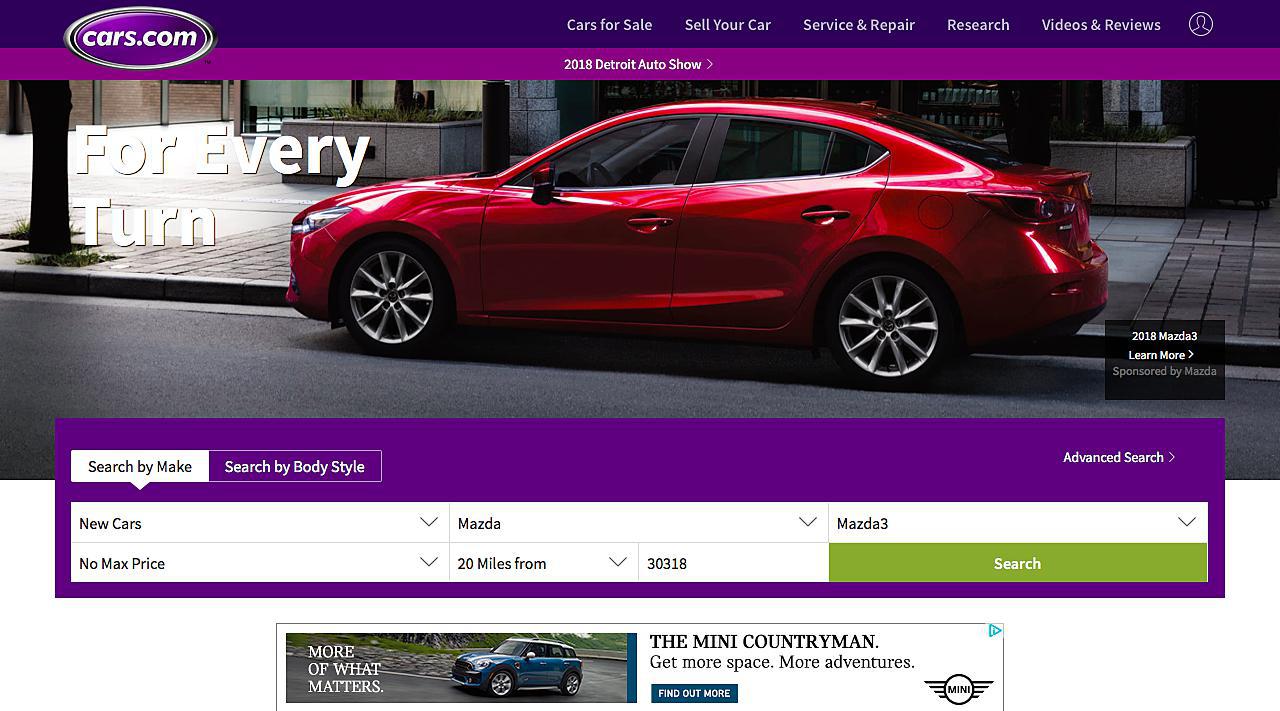 cars.com
Cars for Sale
Sell Your Car
Service & Repair
Research
Videos & Reviews
2018 Detroit Auto Show
For Every
Turn
2018 Mazda3
Learn More
Sponsored by Mazda
Search by Make
Search by Body Style
Advanced Search
New Cars
Mazda
Mazda3
No Max Price
20 Miles from
30318
Search
MORE
OF WHAT
MATTERS.
THE MINI COUNTRYMAN.
Get more space. More adventures.
FIND OUT MORE
MINI